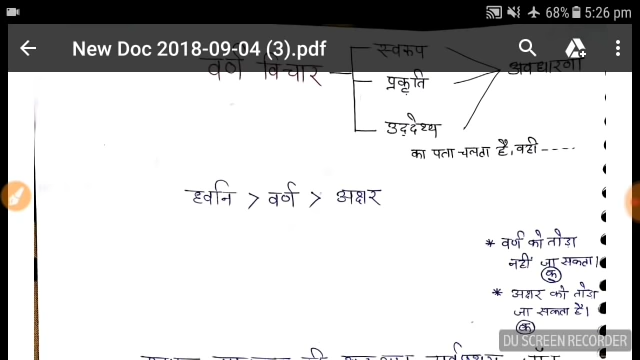 68% 5:26 pm
New Doc 2018-09-04 (3).pdf
वर्ण विचार
स्वरूप
प्रकृति
उद्देश्य
अवधारणा
का पता चलता है, वही ----
ध्वनि > वर्ण > अक्षर
* वर्ण को तोडा
नहीं जा सकता।
क्
* अक्षर को तोडा
जा सकता है।
क
DU SCREEN RECORDER